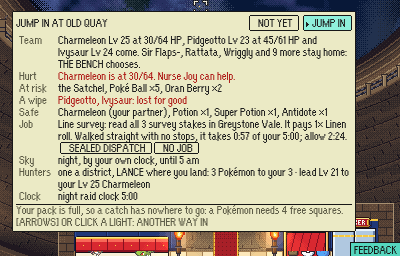 JUMP IN AT OLD QUAY
NOT YET
JUMP IN
Team Charmeleon Lv 25 at 30/64 HP, Pidgeotto Lv 23 at 45/61 HP and
Ivysaur Lv 24 come. Sir Flaps-, Rattata, Wriggly and 9 more stay home:
THE BENCH chooses.
Hurt Charmeleon is at 30/64. Nurse Joy can help.
At risk the Satchel, Poké Ball ×5, Oran Berry ×2
A wipe Pidgeotto, Ivysaur: lost for good
Safe Charmeleon (your partner), Potion ×1, Super Potion ×1, Antidote ×1
Job Line survey: read all 3 survey stakes in Greystone Vale. It pays 1× Linen
roll. Walked straight with no stops, it takes 0:57 of your 5:00; allow 2:24.
SEALED DISPATCH NO JOB
Sky night, by your own clock, until 5 am
Hunters one a district, LANCE where you land: 3 Pokémon to your 3 · lead Lv 21 to
your Lv 25 Charmeleon
Clock night raid clock 5:00
Your pack is full, so a catch has nowhere to go: a Pokémon needs 4 free squares.
[ARROWS] OR CLICK A LIGHT: ANOTHER WAY IN
FEEDBACK